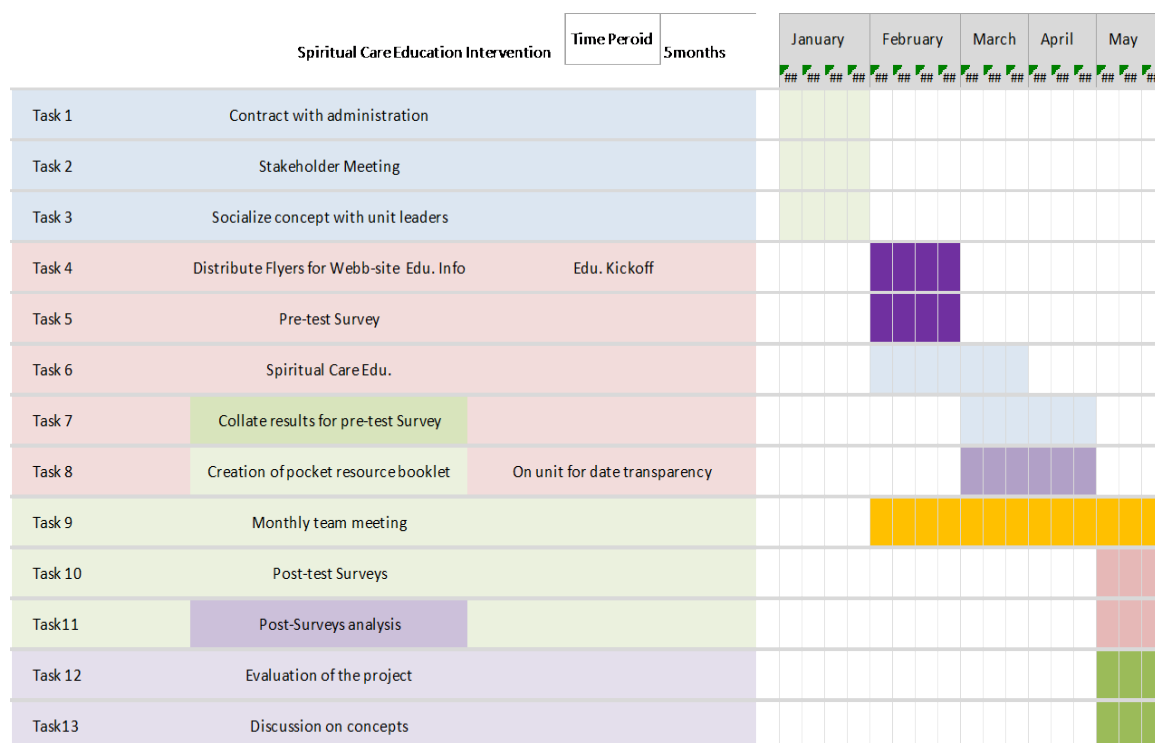 Spiritual Care Education Intervention Time Peroid 5months January February March April May
## ## ## ## ## ## ## ## ## ## ## ## ## ## ## ## ##
Task 1 Contract with administration
Task 2 Stakeholder Meeting
Task 3 Socialize concept with unit leaders
Task 4 Distribute Flyers for Webb-site Edu. Info Edu. Kickoff
Task 5 Pre-test Survey
Task 6 Spiritual Care Edu.
Task 7 Collate results for pre-test Survey
Task 8 Creation of pocket resource booklet On unit for date transparency
Task 9 Monthly team meeting
Task 10 Post-test Surveys
Task11 Post-Surveys analysis
Task 12 Evaluation of the project
Task13 Discussion on concepts